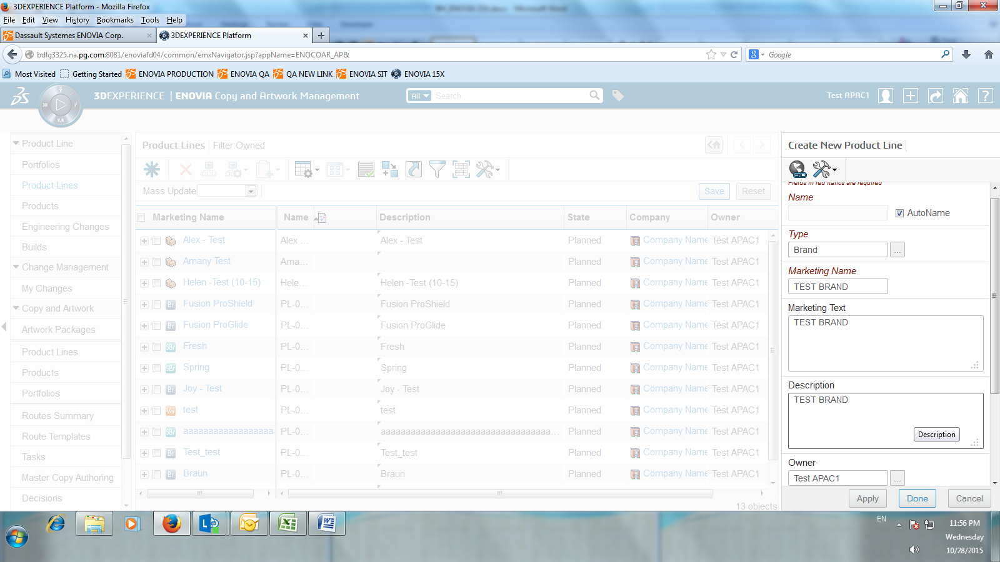 3DEXPERIENCE Platform - Mozilla Firefox
File Edit View History Bookmarks Tools Help
Dassault Systemes ENOVIA Corp. × 3DEXPERIENCE Platform × +
bdlg3325.na.pg.com:8081/enoviafd04/common/emxNavigator.jsp?appName=ENOCOAR_AP&
Google
Most Visited Getting Started ENOVIA PRODUCTION ENOVIA QA QA NEW LINK ENOVIA SIT ENOVIA 15X
3DEXPERIENCE | ENOVIA Copy and Artwork Management
All Search
Test APAC1
Product Line
Portfolios
Product Lines
Products
Engineering Changes
Builds
Change Management
My Changes
Copy and Artwork
Artwork Packages
Product Lines
Products
Portfolios
Routes Summary
Route Templates
Tasks
Master Copy Authoring
Decisions
Product Lines Filter:Owned
Mass Update Save Reset
Marketing Name Name Description State Company Owner
Alex - Test Alex ... Alex - Test Planned Company Name Test APAC1
Amany Test Ama... Planned Company Name Test APAC1
Helen -Test (10-15) Hele... Helen -Test (10-15) Planned Company Name Test APAC1
Br Fusion ProShield PL-0... Fusion ProShield Planned Company Name Test APAC1
Br Fusion ProGlide PL-0... Fusion ProGlide Planned Company Name Test APAC1
SBr Fresh PL-0... Fresh Planned Company Name Test APAC1
SBr Spring PL-0... Spring Planned Company Name Test APAC1
Br Joy - Test PL-0... Joy - Test Planned Company Name Test APAC1
Var test PL-0... test Planned Company Name Test APAC1
SBr aaaaaaaaaaaaaaaaaa PL-0... aaaaaaaaaaaaaaaaaaaaaaaaaaaaaaaaaa... Planned Company Name Test APAC1
Br Test_test PL-0... Test_test Planned Company Name Test APAC1
Br Braun PL-0... Braun Planned Company Name Test APAC1
13 objects
Create New Product Line
Fields in red italics are required
Name
AutoName
Type
Brand ...
Marketing Name
TEST BRAND
Marketing Text
TEST BRAND
Description
TEST BRAND
Description
Owner
Test APAC1 ...
Apply Done Cancel
EN
11:56 PM
Wednesday
10/28/2015